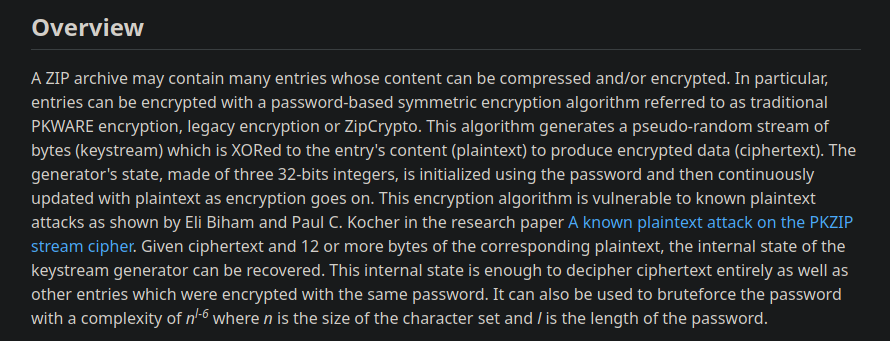 Overview
A ZIP archive may contain many entries whose content can be compressed and/or encrypted. In particular,
entries can be encrypted with a password-based symmetric encryption algorithm referred to as traditional
PKWARE encryption, legacy encryption or ZipCrypto. This algorithm generates a pseudo-random stream of
bytes (keystream) which is XORed to the entry's content (plaintext) to produce encrypted data (ciphertext). The
generator's state, made of three 32-bits integers, is initialized using the password and then continuously
updated with plaintext as encryption goes on. This encryption algorithm is vulnerable to known plaintext
attacks as shown by Eli Biham and Paul C. Kocher in the research paper A known plaintext attack on the PKZIP
stream cipher. Given ciphertext and 12 or more bytes of the corresponding plaintext, the internal state of the
keystream generator can be recovered. This internal state is enough to decipher ciphertext entirely as well as
other entries which were encrypted with the same password. It can also be used to bruteforce the password
with a complexity of n^l-6 where n is the size of the character set and l is the length of the password.